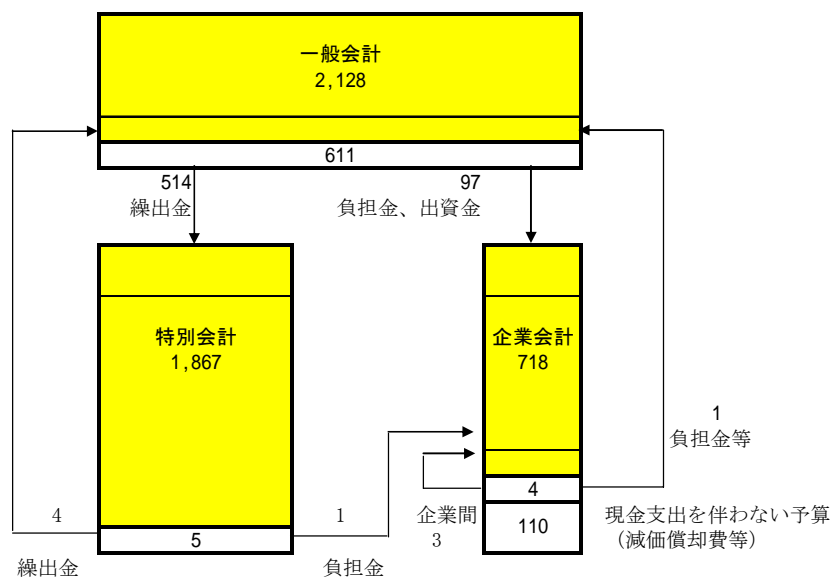 一般会計
2,128
611
514
繰出金
97
負担金、出資金
特別会計
1,867
企業会計
718
1
負担金等
4
繰出金
5
1
負担金
企業間
3
4
110
現金支出を伴わない予算
（減価償却費等）